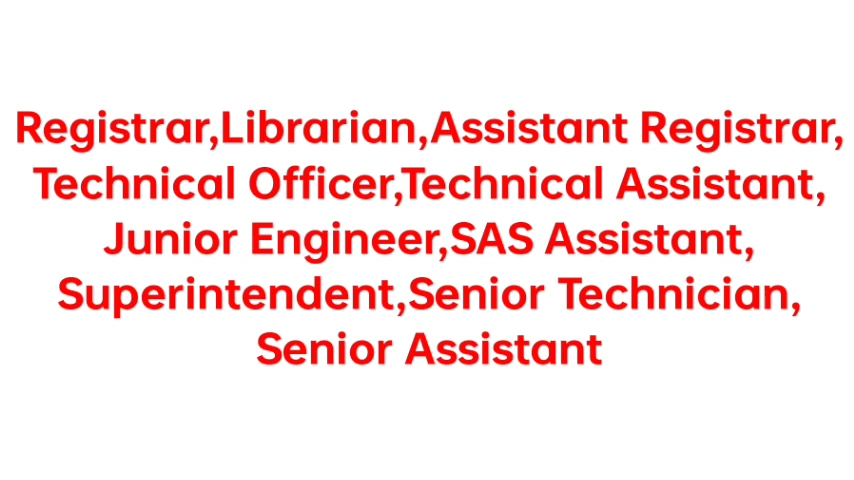 Registrar,Librarian,Assistant Registrar,
Technical Officer,Technical Assistant,
Junior Engineer,SAS Assistant,
Superintendent,Senior Technician,
Senior Assistant